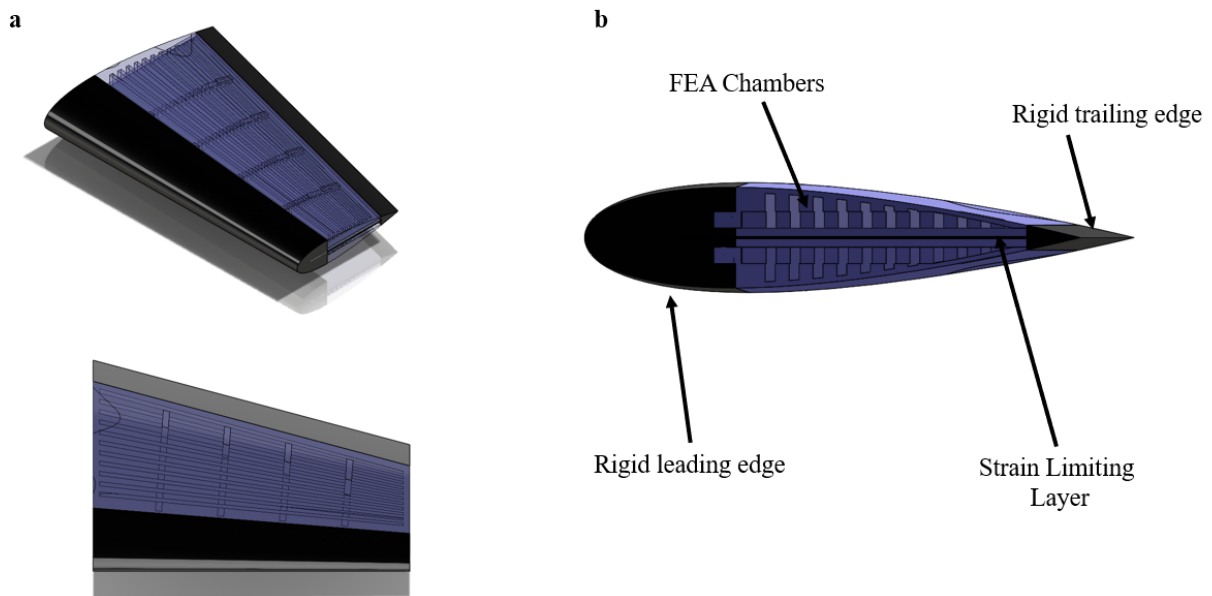 a
b
FEA Chambers
Rigid trailing edge
Rigid leading edge
Strain Limiting
Layer